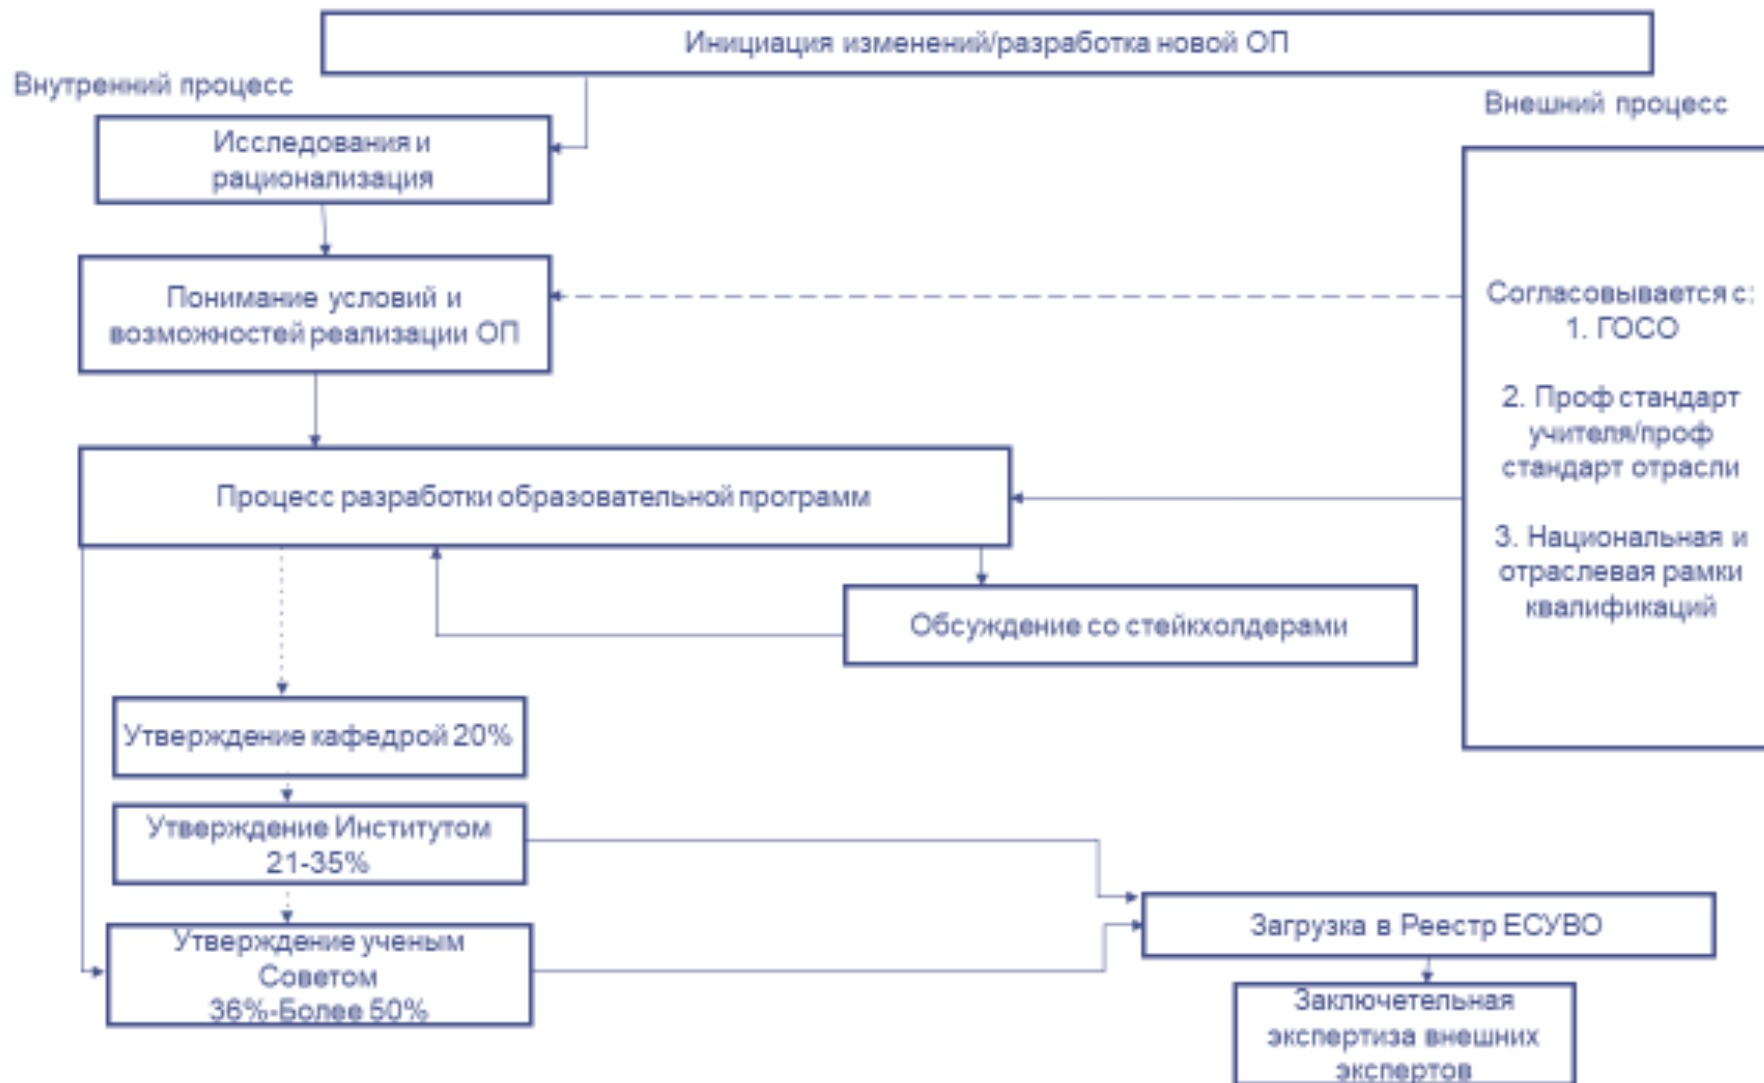 Инициация изменений/разработка новой ОП
Внутренний процесс
Внешний процесс
Исследования и
рационализация
Понимание условий и
возможностей реализации ОП
Согласовывается с:
1. ГОСО
2. Проф стандарт
учителя/проф
стандарт отрасли
3. Национальная и
отраслевая рамки
квалификаций
Процесс разработки образовательной программ
Обсуждение со стейкхолдерами
Утверждение кафедрой 20%
Утверждение Институтом
21-35%
Утверждение ученым
Советом
36%-Более 50%
Загрузка в Реестр ЕСУВО
Заключетельная
экспертиза внешних
экспертов